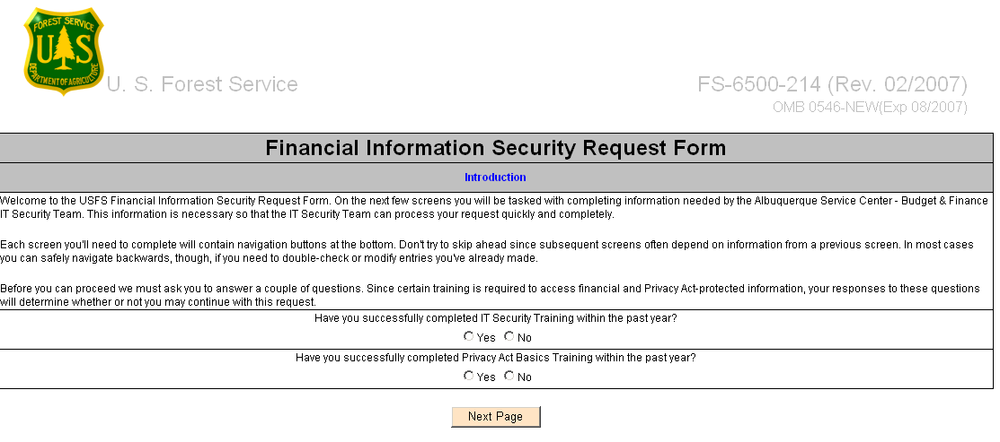 FOREST SERVICE
U S
DEPARTMENT OF AGRICULTURE
U. S. Forest Service
FS-6500-214 (Rev. 02/2007)
OMB 0546-NEW(Exp 08/2007)
Financial Information Security Request Form
Introduction
Welcome to the USFS Financial Information Security Request Form. On the next few screens you will be tasked with completing information needed by the Albuquerque Service Center - Budget & Finance
IT Security Team. This information is necessary so that the IT Security Team can process your request quickly and completely.
Each screen you'll need to complete will contain navigation buttons at the bottom. Don't try to skip ahead since subsequent screens often depend on information from a previous screen. In most cases
you can safely navigate backwards, though, if you need to double-check or modify entries you've already made.
Before you can proceed we must ask you to answer a couple of questions. Since certain training is required to access financial and Privacy Act-protected information, your responses to these questions
will determine whether or not you may continue with this request.
Have you successfully completed IT Security Training within the past year?
Yes No
Have you successfully completed Privacy Act Basics Training within the past year?
Yes No
Next Page